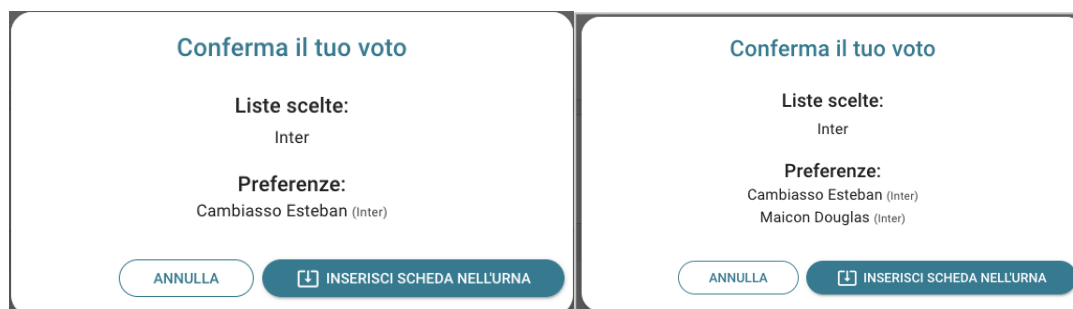 Conferma il tuo voto
Liste scelte:
Inter
Preferenze:
Cambiasso Esteban (Inter)
ANNULLA
INSERISCI SCHEDA NELL'URNA
Conferma il tuo voto
Liste scelte:
Inter
Preferenze:
Cambiasso Esteban (Inter)
Maicon Douglas (Inter)
ANNULLA
INSERISCI SCHEDA NELL'URNA